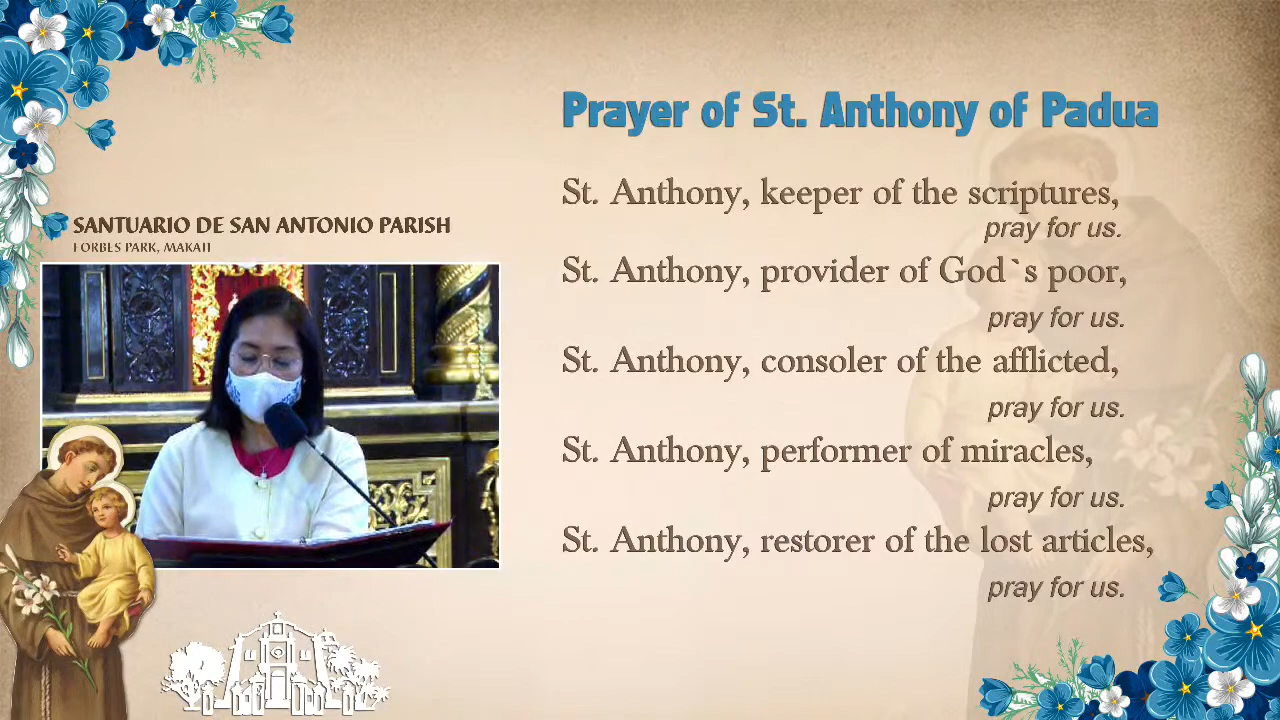 Prayer of St. Anthony of Padua
St. Anthony, keeper of the scriptures,
pray for us.
St. Anthony, provider of God`s poor,
pray for us.
St. Anthony, consoler of the afflicted,
pray for us.
St. Anthony, performer of miracles,
pray for us.
St. Anthony, restorer of the lost articles,
pray for us.
SANTUARIO DE SAN ANTONIO PARISH
FORBES PARK, MAKATI